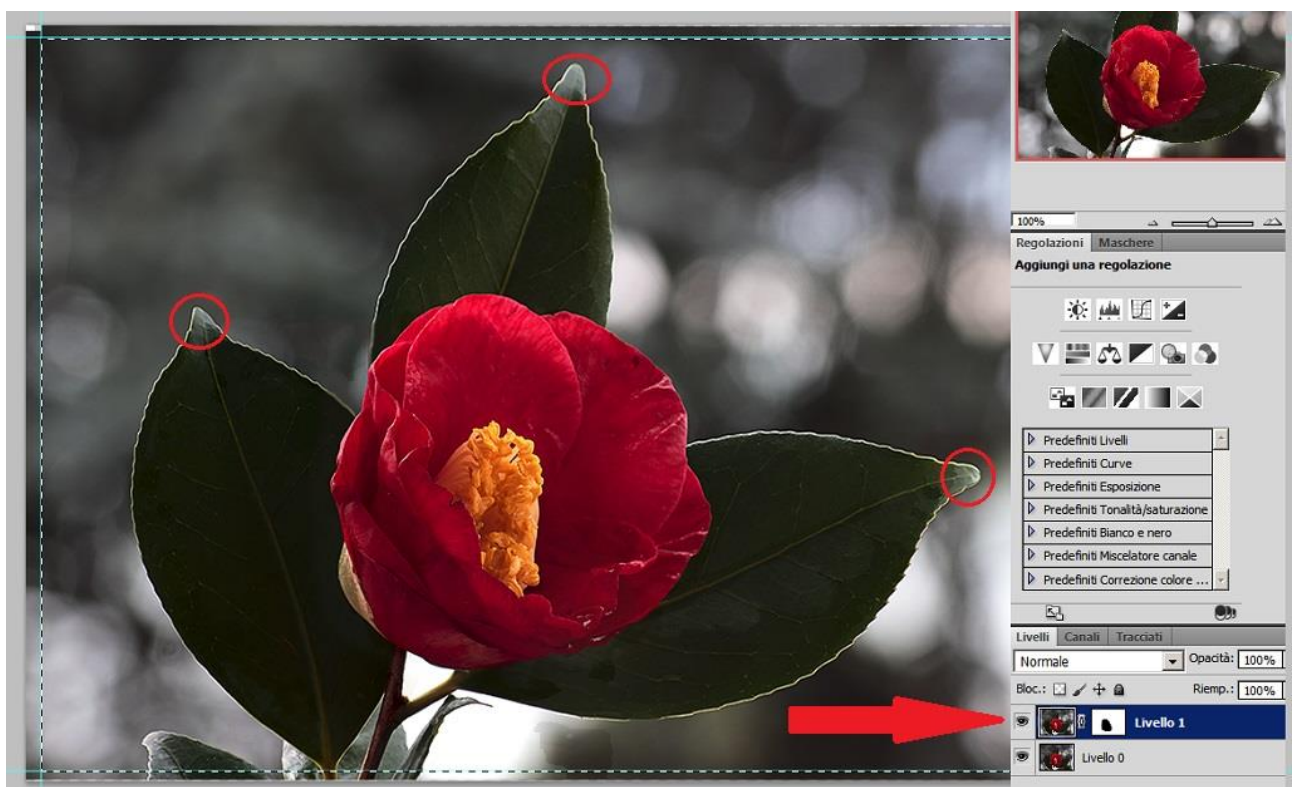 100%
Regolazioni Maschere
Aggiungi una regolazione
Predefiniti Livelli
Predefiniti Curve
Predefiniti Esposizione
Predefiniti Tonalità/saturazione
Predefiniti Bianco e nero
Predefiniti Miscelatore canale
Predefiniti Correzione colore ...
Livelli Canali Tracciati
Normale Opacità: 100%
Bloc.: Riemp.: 100%
Livello 1
Livello 0